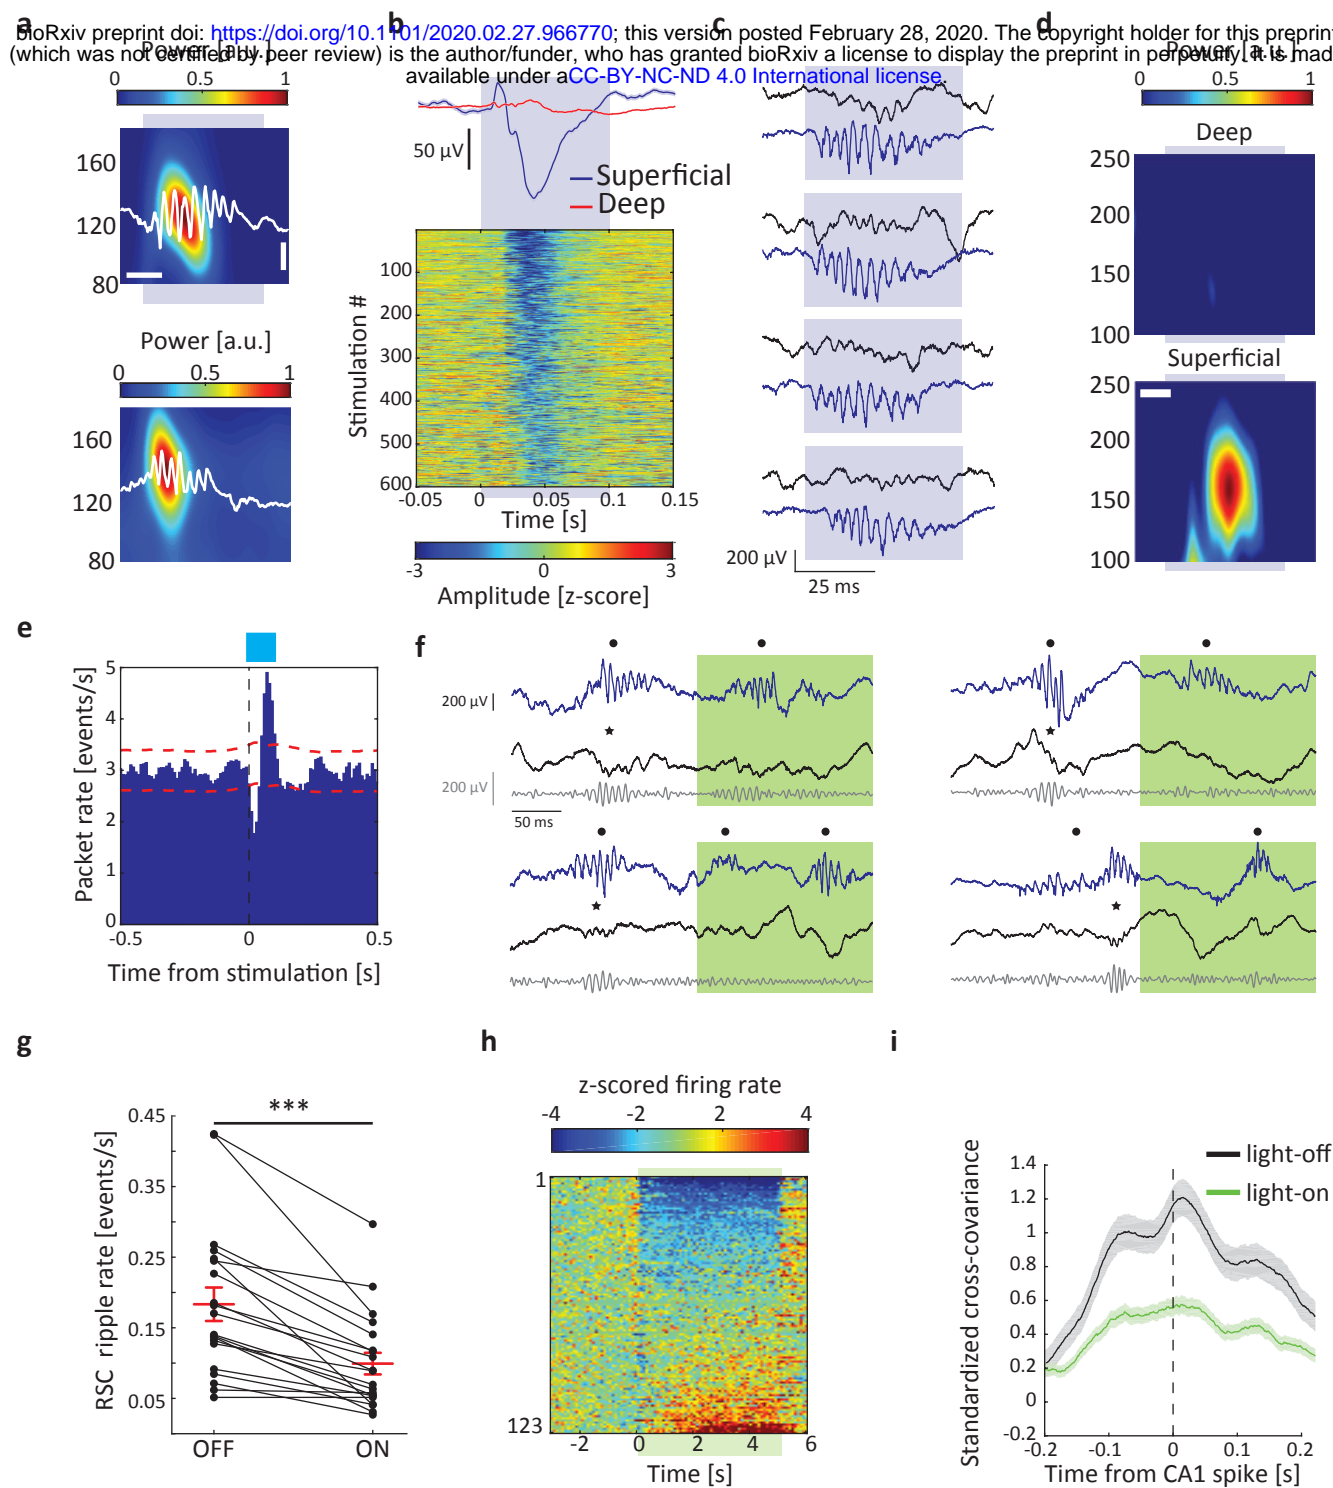 bioRxiv preprint doi: https://doi.org/10.1101/2020.02.27.966770; this version posted February 28, 2020. The copyright holder for this preprint
(which was not certified by peer review) is the author/funder, who has granted bioRxiv a license to display the preprint in perpetuity. It is mad
available under aCC-BY-NC-ND 4.0 International license.
a
Power [a.u.]
0 0.5 1
160
120
80
Power [a.u.]
0 0.5 1
160
120
80
b
50 µV
Superficial
Deep
Stimulation #
100
200
300
400
500
600
-0.05 0 0.05 0.1 0.15
Time [s]
-3 0 3
Amplitude [z-score]
c
200 µV
25 ms
d
Power [a.u.]
0 0.5 1
Deep
250
200
150
100
Superficial
250
200
150
100
e
Packet rate [events/s]
5
4
3
2
1
0
-0.5 0 0.5
Time from stimulation [s]
f
200 µV
200 µV
50 ms
g
***
RSC ripple rate [events/s]
0.45
0.35
0.25
0.15
0.05
OFF ON
h
z-scored firing rate
-4 -2 2 4
1
123
-2 0 2 4 6
Time [s]
i
light-off
light-on
Standardized cross-covariance
1.4
1.2
1
0.8
0.6
0.4
0.2
0
-0.2
-0.2 -0.1 0 0.1 0.2
Time from CA1 spike [s]